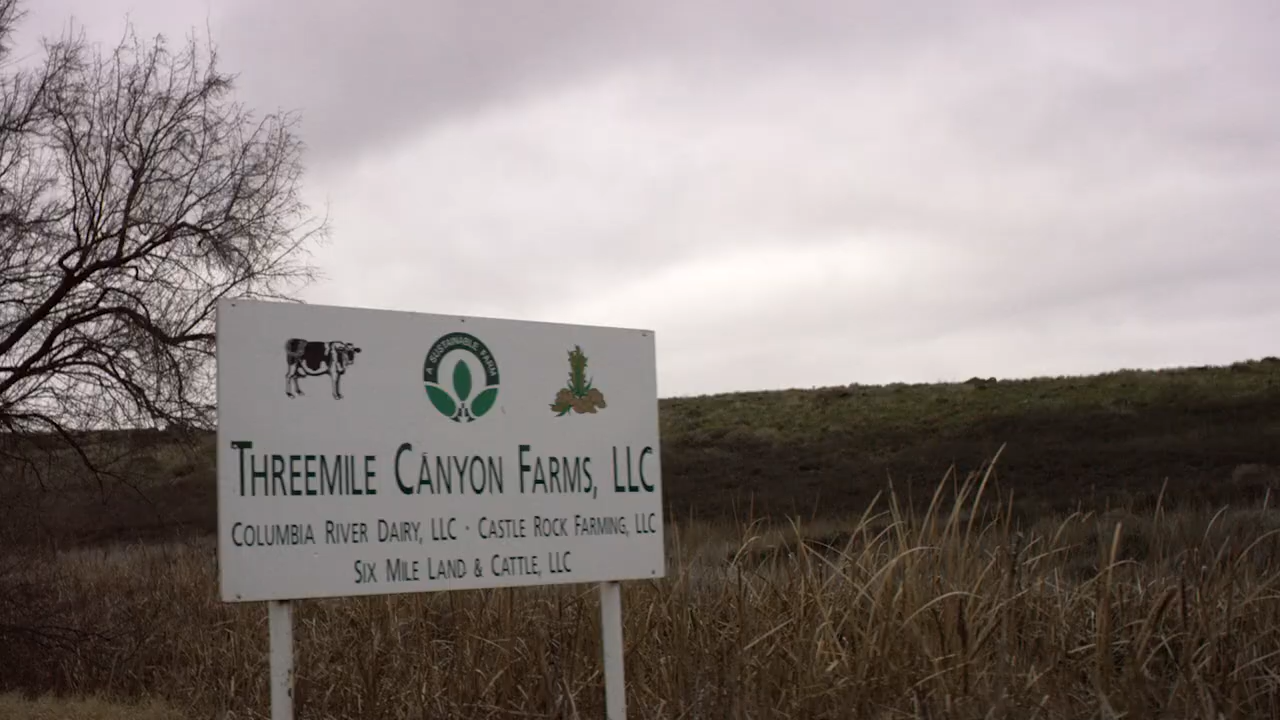 A SUSTAINABLE FARM
THREEMILE CANYON FARMS, LLC
COLUMBIA RIVER DAIRY, LLC · CASTLE ROCK FARMING, LLC
SIX MILE LAND & CATTLE, LLC